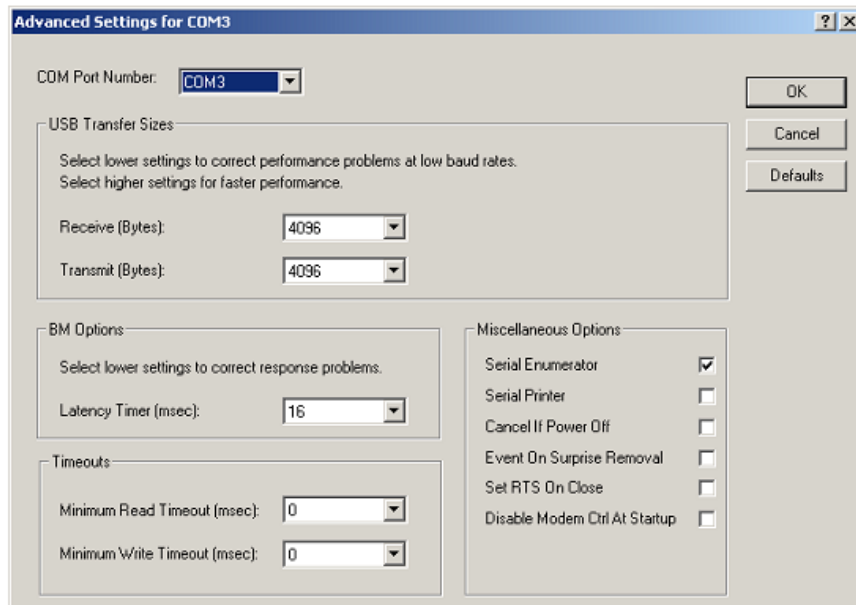 Advanced Settings for COM3
COM Port Number: COM3
OK
Cancel
Defaults
USB Transfer Sizes
Select lower settings to correct performance problems at low baud rates.
Select higher settings for faster performance.
Receive (Bytes): 4096
Transmit (Bytes): 4096
BM Options
Select lower settings to correct response problems.
Latency Timer (msec): 16
Timeouts
Minimum Read Timeout (msec): 0
Minimum Write Timeout (msec): 0
Miscellaneous Options
Serial Enumerator
Serial Printer
Cancel If Power Off
Event On Surprise Removal
Set RTS On Close
Disable Modem Ctrl At Startup